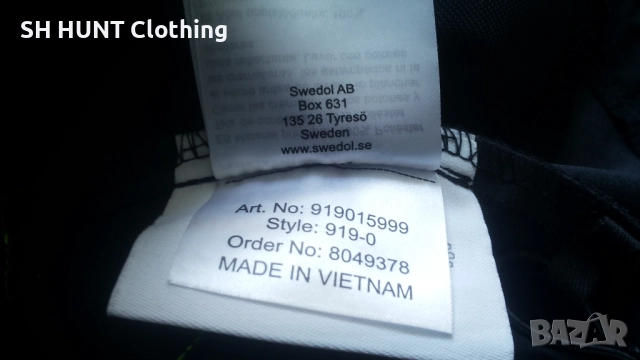 SH HUNT Clothing
Swedol AB
Box 631
135 26 Tyresö
Sweden
www.swedol.se
Art. No: 919015999
Style: 919-0
Order No: 8049378
MADE IN VIETNAM
BAZAR